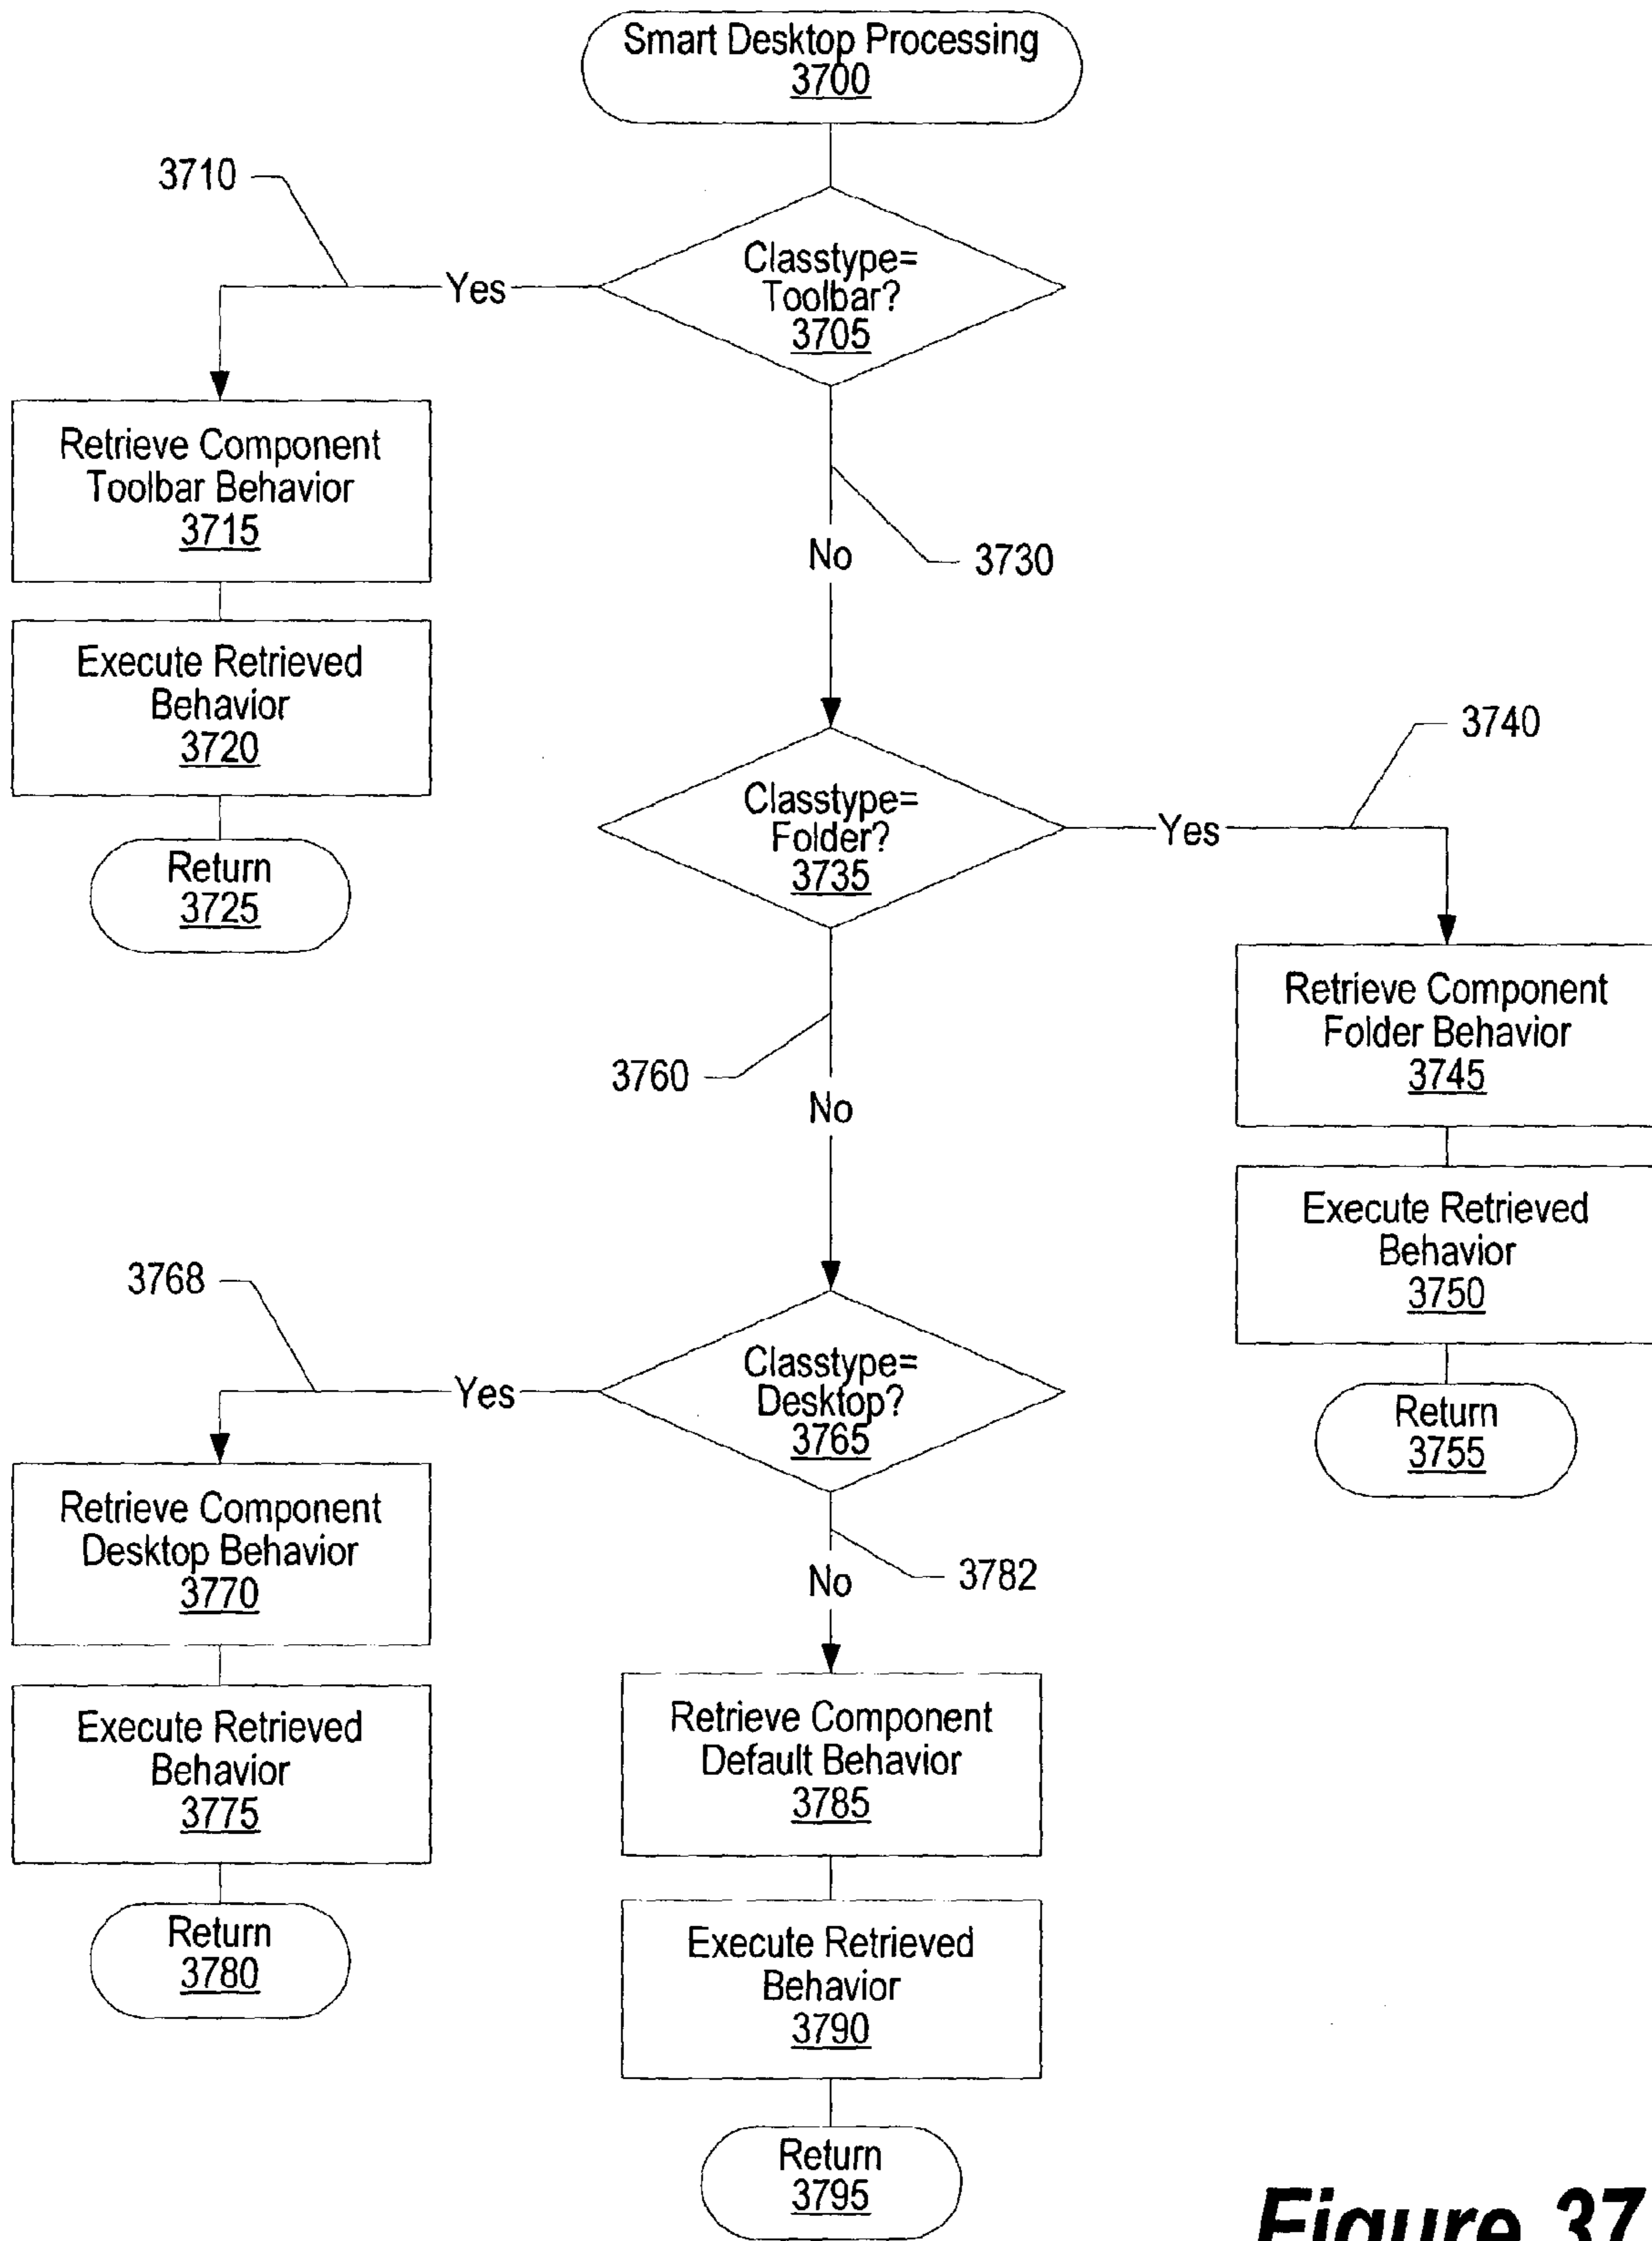 Smart Desktop Processing
3700
3710
Yes
Classtype=
Toolbar?
3705
Retrieve Component
Toolbar Behavior
3715
Execute Retrieved
Behavior
3720
Return
3725
3730
No
Classtype=
Folder?
3735
Yes
3740
Retrieve Component
Folder Behavior
3745
Execute Retrieved
Behavior
3750
Return
3755
3760
No
Classtype=
Desktop?
3765
3768
Yes
Retrieve Component
Desktop Behavior
3770
Execute Retrieved
Behavior
3775
Return
3780
3782
No
Retrieve Component
Default Behavior
3785
Execute Retrieved
Behavior
3790
Return
3795
Figure 37